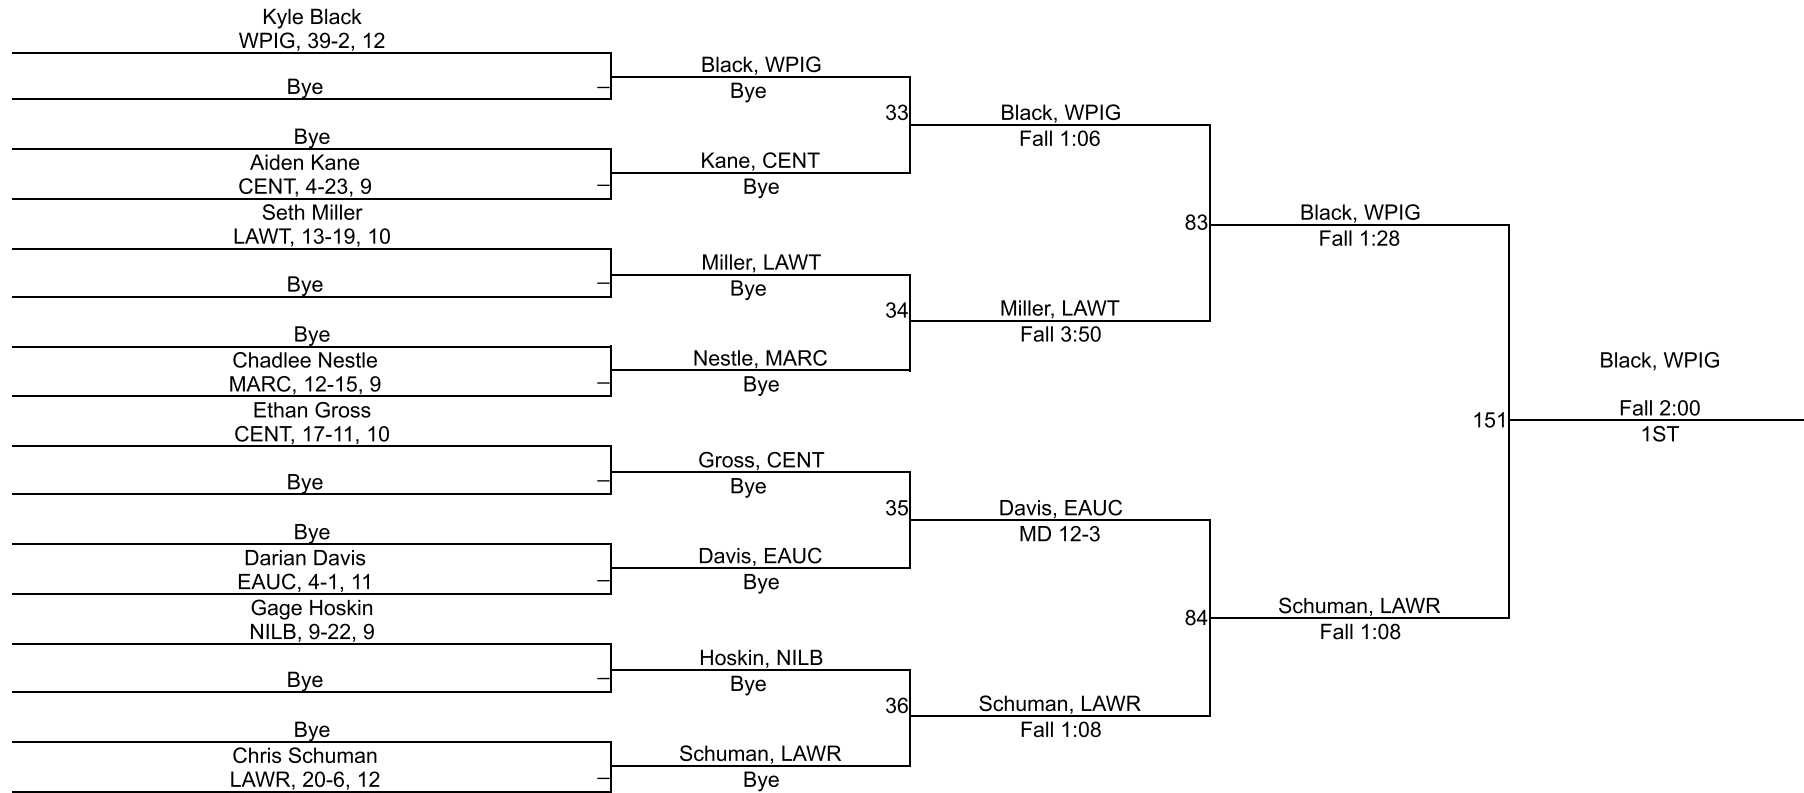 Kyle Black
WPIG, 39-2, 12
Bye
Bye
Aiden Kane
CENT, 4-23, 9
Seth Miller
LAWT, 13-19, 10
Bye
Bye
Chadlee Nestle
MARC, 12-15, 9
Ethan Gross
CENT, 17-11, 10
Bye
Bye
Darian Davis
EAUC, 4-1, 11
Gage Hoskin
NILB, 9-22, 9
Bye
Bye
Chris Schuman
LAWR, 20-6, 12
Black, WPIG
Bye
33
Kane, CENT
Bye
Miller, LAWT
Bye
34
Nestle, MARC
Bye
Gross, CENT
Bye
35
Davis, EAUC
Bye
Hoskin, NILB
Bye
36
Schuman, LAWR
Bye
Black, WPIG
Fall 1:06
83
Miller, LAWT
Fall 3:50
Davis, EAUC
MD 12-3
84
Schuman, LAWR
Fall 1:08
Black, WPIG
Fall 1:28
151
Schuman, LAWR
Fall 1:08
Black, WPIG
Fall 2:00
1ST